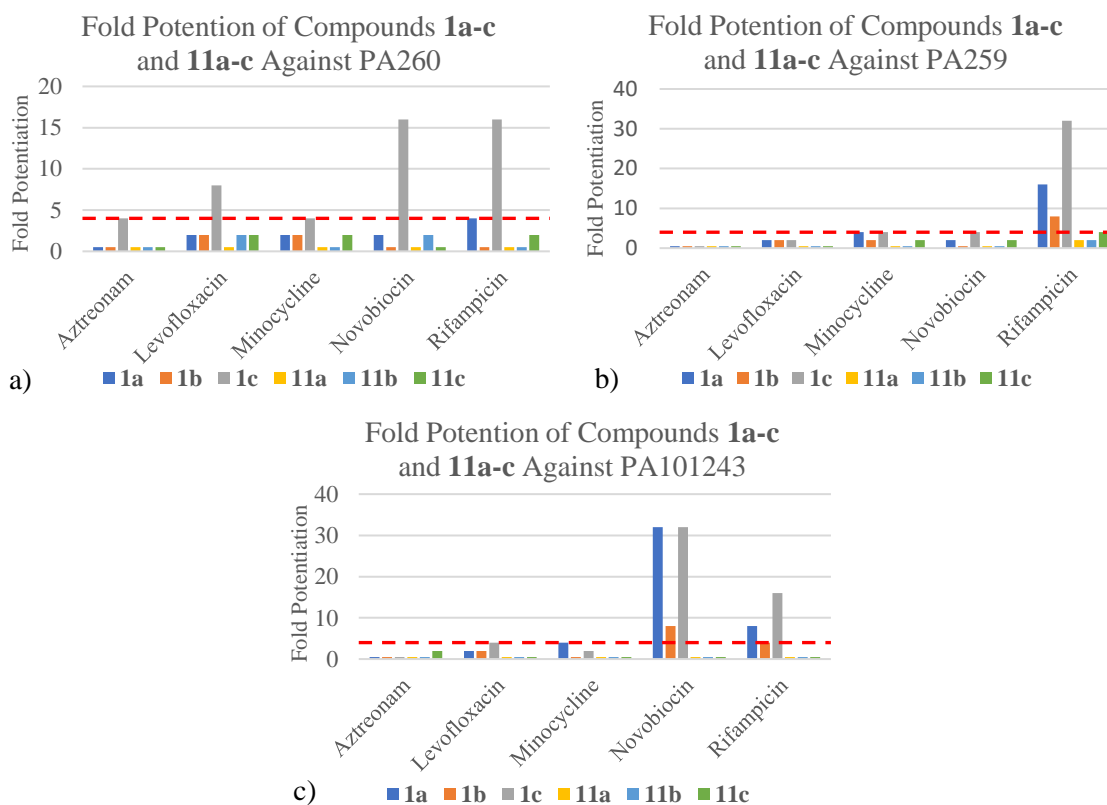 Fold Potention of Compounds 1a-c
and 11a-c Against PA260
Fold Potentiation
20
15
10
5
0
Aztreonam
Levofloxacin
Minocycline
Novobiocin
Rifampicin
a)
1a 1b 1c 11a 11b 11c
Fold Potention of Compounds 1a-c
and 11a-c Against PA259
Fold Potentiation
40
30
20
10
0
Aztreonam
Levofloxacin
Minocycline
Novobiocin
Rifampicin
b)
1a 1b 1c 11a 11b 11c
Fold Potention of Compounds 1a-c
and 11a-c Against PA101243
Fold Potentiation
40
30
20
10
0
Aztreonam
Levofloxacin
Minocycline
Novobiocin
Rifampicin
c)
1a 1b 1c 11a 11b 11c